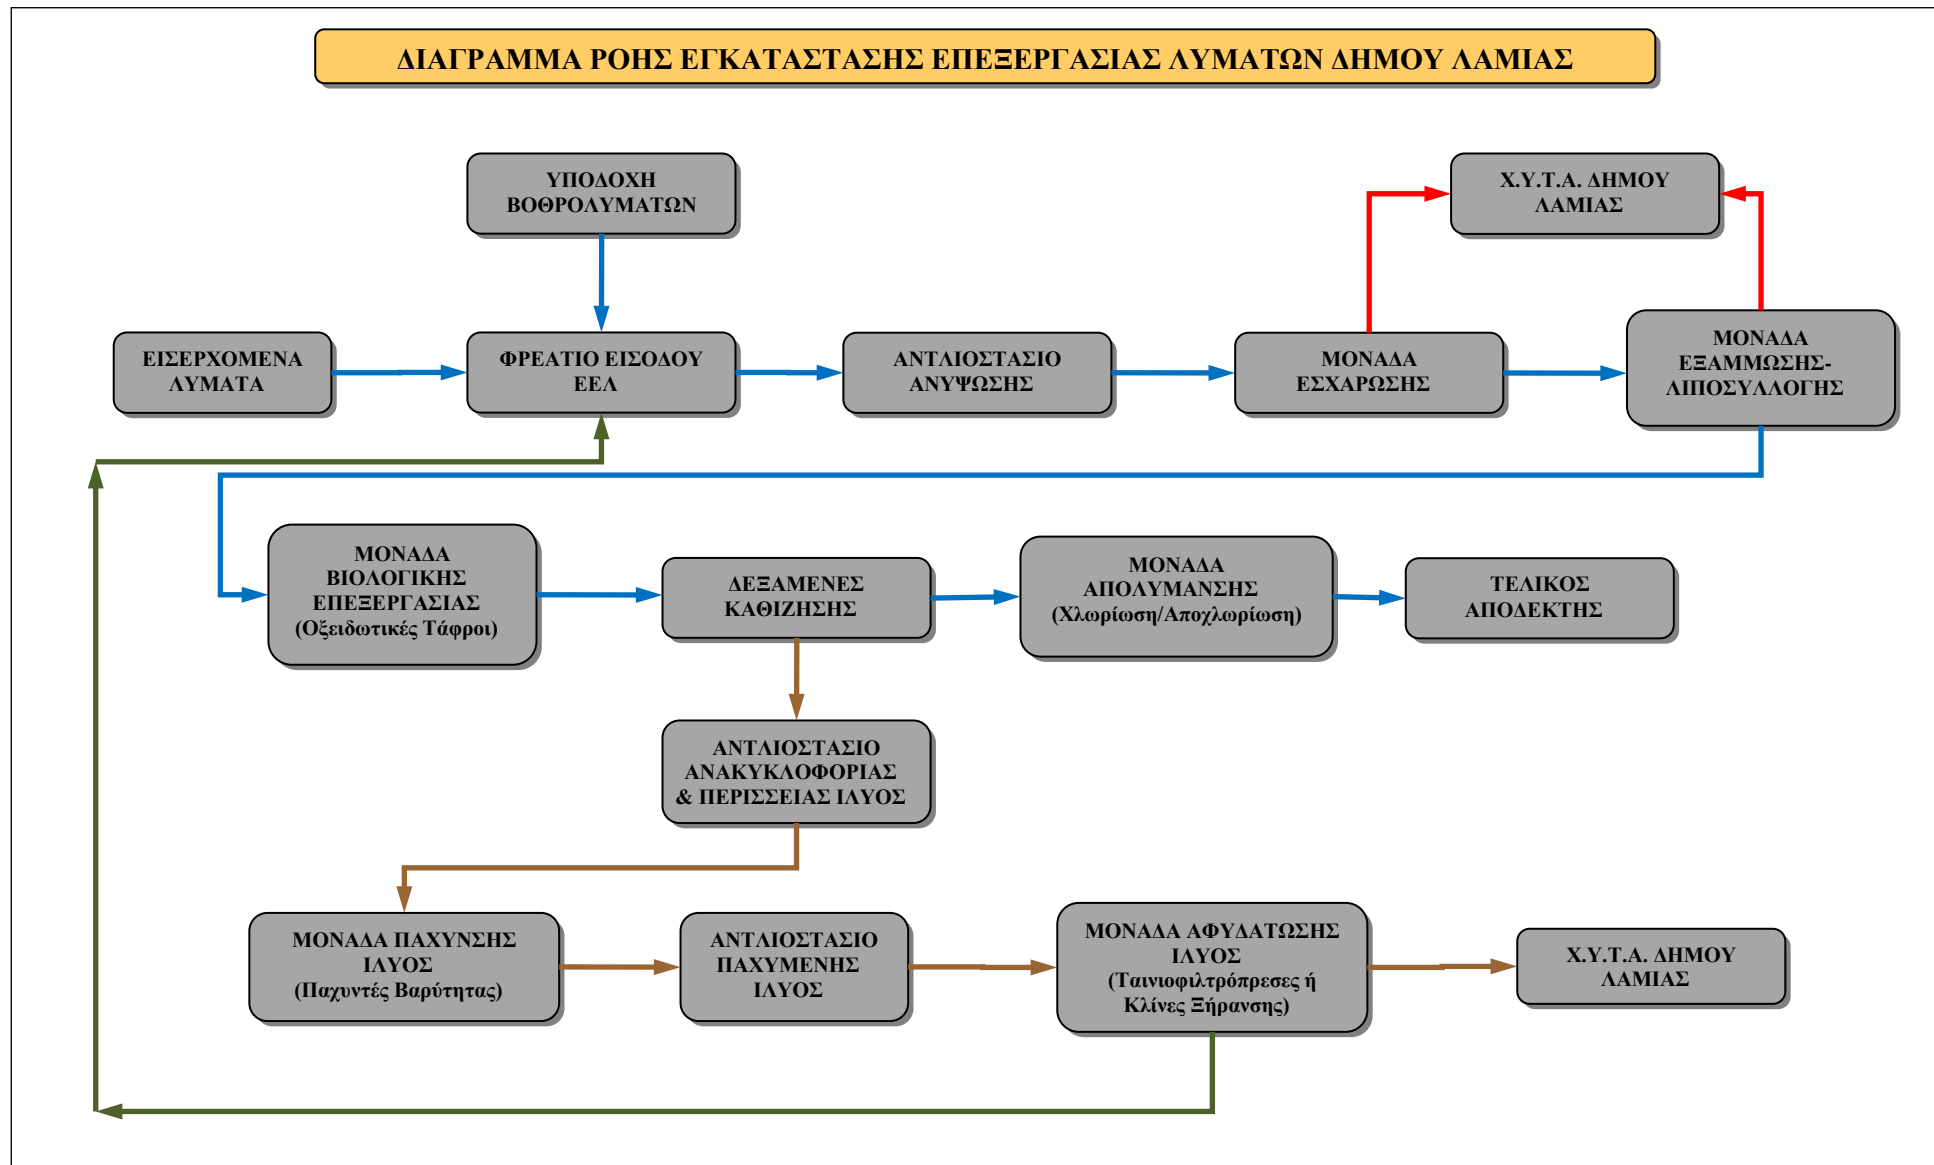 ΔΙΑΓΡΑΜΜΑ ΡΟΗΣ ΕΓΚΑΤΑΣΤΑΣΗΣ ΕΠΕΞΕΡΓΑΣΙΑΣ ΛΥΜΑΤΩΝ ΔΗΜΟΥ ΛΑΜΙΑΣ
ΥΠΟΔΟΧΗ
ΒΟΘΡΟΛΥΜΑΤΩΝ
Χ.Υ.Τ.Α. ΔΗΜΟΥ
ΛΑΜΙΑΣ
ΕΙΣΕΡΧΟΜΕΝΑ
ΛΥΜΑΤΑ
ΦΡΕΑΤΙΟ ΕΙΣΟΔΟΥ
ΕΕΛ
ΑΝΤΛΙΟΣΤΑΣΙΟ
ΑΝΥΨΩΣΗΣ
ΜΟΝΑΔΑ
ΕΣΧΑΡΩΣΗΣ
ΜΟΝΑΔΑ
ΕΞΑΜΜΩΣΗΣ-
ΛΙΠΟΣΥΛΛΟΓΗΣ
ΜΟΝΑΔΑ
ΒΙΟΛΟΓΙΚΗΣ
ΕΠΕΞΕΡΓΑΣΙΑΣ
(Οξειδωτικές Τάφροι)
ΔΕΞΑΜΕΝΕΣ
ΚΑΘΙΖΗΣΗΣ
ΜΟΝΑΔΑ
ΑΠΟΛΥΜΑΝΣΗΣ
(Χλωρίωση/Αποχλωρίωση)
ΤΕΛΙΚΟΣ
ΑΠΟΔΕΚΤΗΣ
ΑΝΤΛΙΟΣΤΑΣΙΟ
ΑΝΑΚΥΚΛΟΦΟΡΙΑΣ
& ΠΕΡΙΣΣΕΙΑΣ ΙΛΥΟΣ
ΜΟΝΑΔΑ ΠΑΧΥΝΣΗΣ
ΙΛΥΟΣ
(Παχυντές Βαρύτητας)
ΑΝΤΛΙΟΣΤΑΣΙΟ
ΠΑΧΥΜΕΝΗΣ
ΙΛΥΟΣ
ΜΟΝΑΔΑ ΑΦΥΔΑΤΩΣΗΣ
ΙΛΥΟΣ
(Ταινιοφιλτρόπρεσες ή
Κλίνες Ξήρανσης)
Χ.Υ.Τ.Α. ΔΗΜΟΥ
ΛΑΜΙΑΣ